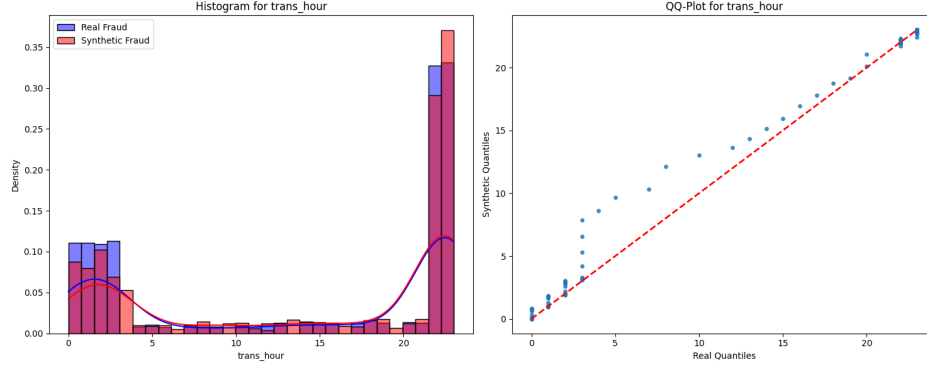 Histogram for trans_hour
Real Fraud
Synthetic Fraud
Density
0.35
0.30
0.25
0.20
0.15
0.10
0.05
0.00
0 5 10 15 20
trans_hour
QQ-Plot for trans_hour
Synthetic Quantiles
20
15
10
5
0
0 5 10 15 20
Real Quantiles